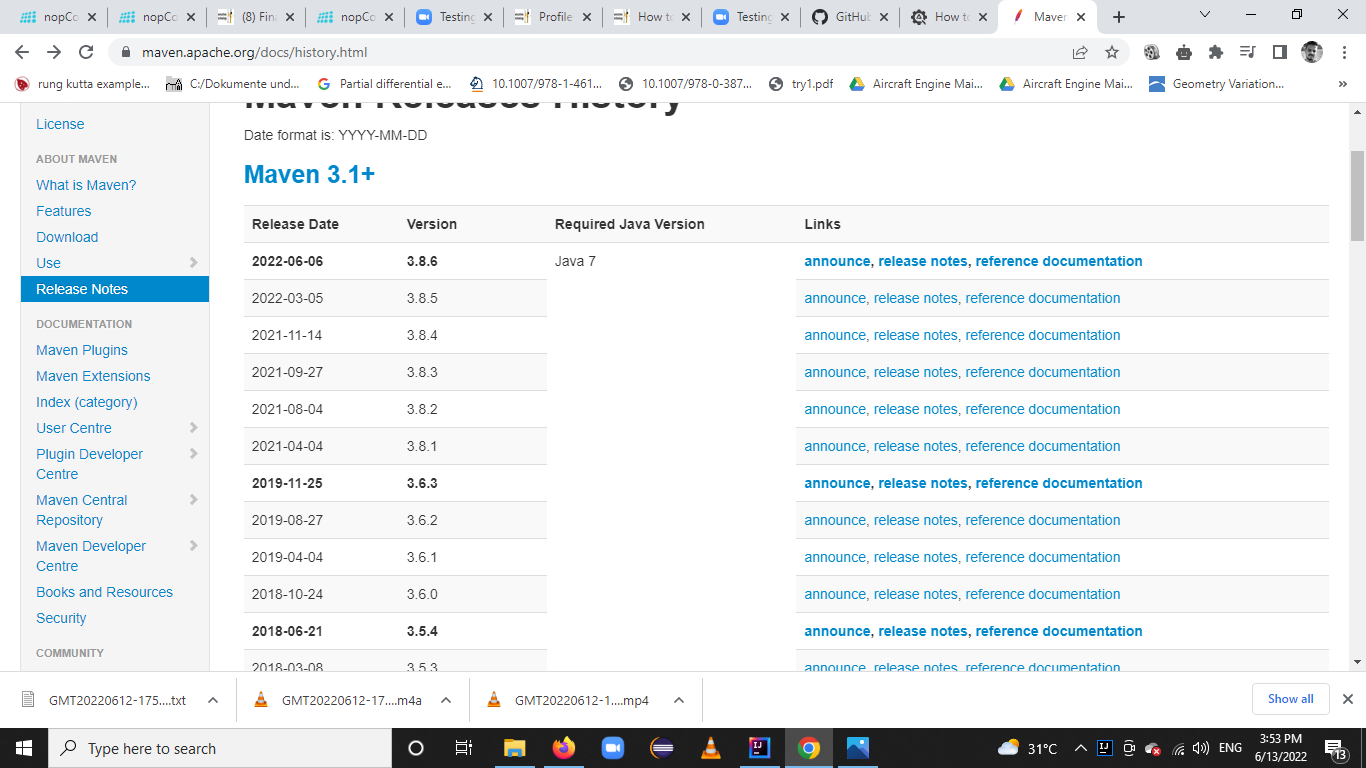 nopCo
nopCo
(8) Fina
nopCo
Testing
Profile
How to
Testing
GitHub
How to
Maven
maven.apache.org/docs/history.html
rung kutta example...
C:/Dokumente und...
Partial differential e...
10.1007/978-1-461...
10.1007/978-0-387...
try1.pdf
Aircraft Engine Mai...
Aircraft Engine Mai...
Geometry Variation...
»
License
ABOUT MAVEN
What is Maven?
Features
Download
Use
Release Notes
DOCUMENTATION
Maven Plugins
Maven Extensions
Index (category)
User Centre
Plugin Developer
Centre
Maven Central
Repository
Maven Developer
Centre
Books and Resources
Security
COMMUNITY
Maven Releases History
Date format is: YYYY-MM-DD
Maven 3.1+
Release Date Version Required Java Version Links
2022-06-06 3.8.6 Java 7 announce, release notes, reference documentation
2022-03-05 3.8.5 announce, release notes, reference documentation
2021-11-14 3.8.4 announce, release notes, reference documentation
2021-09-27 3.8.3 announce, release notes, reference documentation
2021-08-04 3.8.2 announce, release notes, reference documentation
2021-04-04 3.8.1 announce, release notes, reference documentation
2019-11-25 3.6.3 announce, release notes, reference documentation
2019-08-27 3.6.2 announce, release notes, reference documentation
2019-04-04 3.6.1 announce, release notes, reference documentation
2018-10-24 3.6.0 announce, release notes, reference documentation
2018-06-21 3.5.4 announce, release notes, reference documentation
2018-03-08 3.5.3 announce, release notes, reference documentation
GMT20220612-175....txt
GMT20220612-17....m4a
GMT20220612-1....mp4
Show all
Type here to search
31°C
ENG
3:53 PM
6/13/2022
13